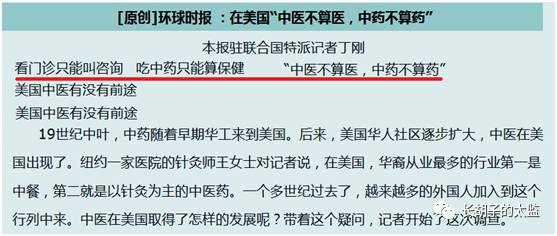 [原创]环球时报 ：在美国“中医不算医，中药不算药”
本报驻联合国特派记者丁刚
看门诊只能叫咨询 吃中药只能算保健 “中医不算医，中药不算药”
美国中医有没有前途
美国中医有没有前途
19世纪中叶，中药随着早期华工来到美国。后来，美国华人社区逐步扩大，中医在美
国出现了。纽约一家医院的针灸师王女士对记者说，在美国，华裔从业最多的行业第一是
中餐，第二就是以针灸为主的中医药。一个多世纪过去了，越来越多的外国人加入到这个
行列中来。中医在美国取得了怎样的发展呢？带着这个疑问，记者开始了这次调查。
长胡子的太监